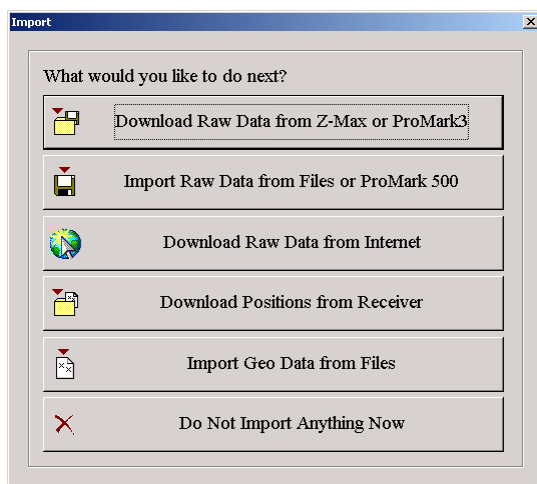 Import
What would you like to do next?
Download Raw Data from Z-Max or ProMark3
Import Raw Data from Files or ProMark 500
Download Raw Data from Internet
Download Positions from Receiver
Import Geo Data from Files
Do Not Import Anything Now